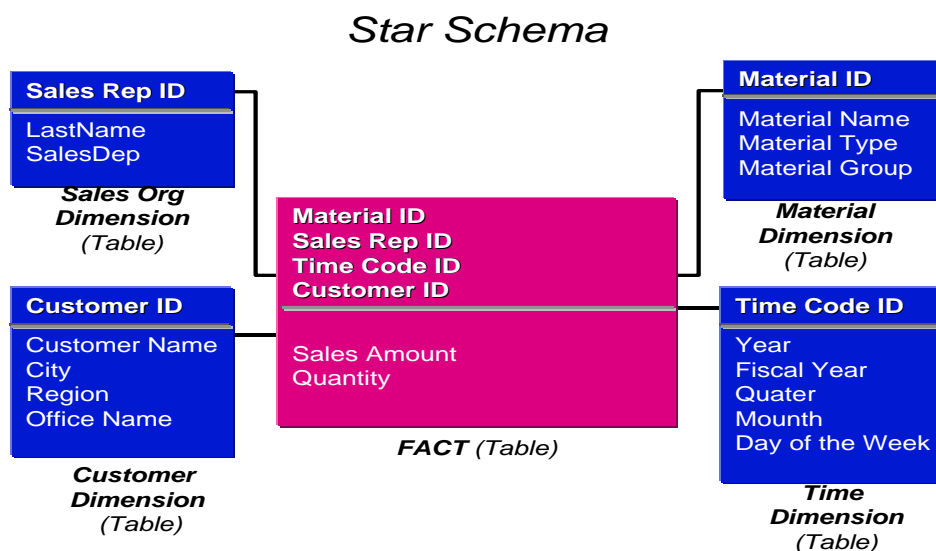 Star Schema
Sales Rep ID
LastName
SalesDep
Sales Org
Dimension
(Table)
Material ID
Material Name
Material Type
Material Group
Material
Dimension
(Table)
Material ID
Sales Rep ID
Time Code ID
Customer ID
Sales Amount
Quantity
FACT (Table)
Customer ID
Customer Name
City
Region
Office Name
Customer
Dimension
(Table)
Time Code ID
Year
Fiscal Year
Quater
Mounth
Day of the Week
Time
Dimension
(Table)